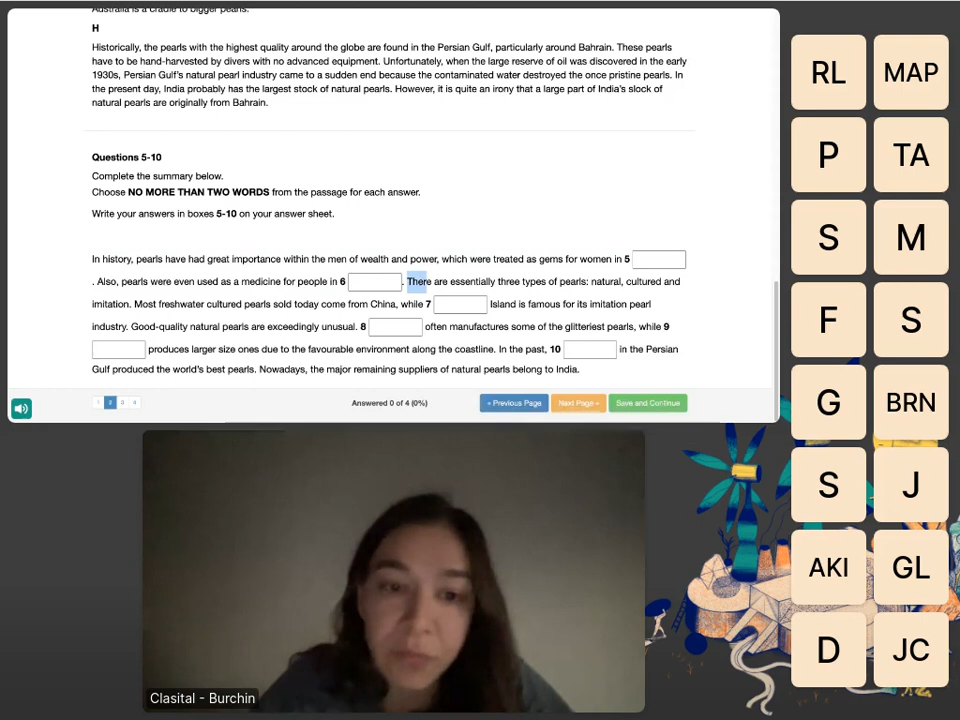 Australia is a cradle to bigger pearls.
H
Historically, the pearls with the highest quality around the globe are found in the Persian Gulf, particularly around Bahrain. These pearls
have to be hand-harvested by divers with no advanced equipment. Unfortunately, when the large reserve of oil was discovered in the early
1930s, Persian Gulf's natural pearl industry came to a sudden end because the contaminated water destroyed the once pristine pearls. In
the present day, India probably has the largest stock of natural pearls. However, it is quite an irony that a large part of India's slock of
natural pearls are originally from Bahrain.
Questions 5-10
Complete the summary below.
Choose NO MORE THAN TWO WORDS from the passage for each answer.
Write your answers in boxes 5-10 on your answer sheet.
In history, pearls have had great importance within the men of wealth and power, which were treated as gems for women in 5
. Also, pearls were even used as a medicine for people in 6 . There are essentially three types of pearls: natural, cultured and
imitation. Most freshwater cultured pearls sold today come from China, while 7 Island is famous for its imitation pearl
industry. Good-quality natural pearls are exceedingly unusual. 8 often manufactures some of the glitteriest pearls, while 9
produces larger size ones due to the favourable environment along the coastline. In the past, 10 in the Persian
Gulf produced the world's best pearls. Nowadays, the major remaining suppliers of natural pearls belong to India.
1 2 3 4
Answered 0 of 4 (0%)
« Previous Page
Next Page »
Save and Continue
RL MAP
P TA
S M
F S
G BRN
S J
AKI GL
D JC
Clasital - Burchin